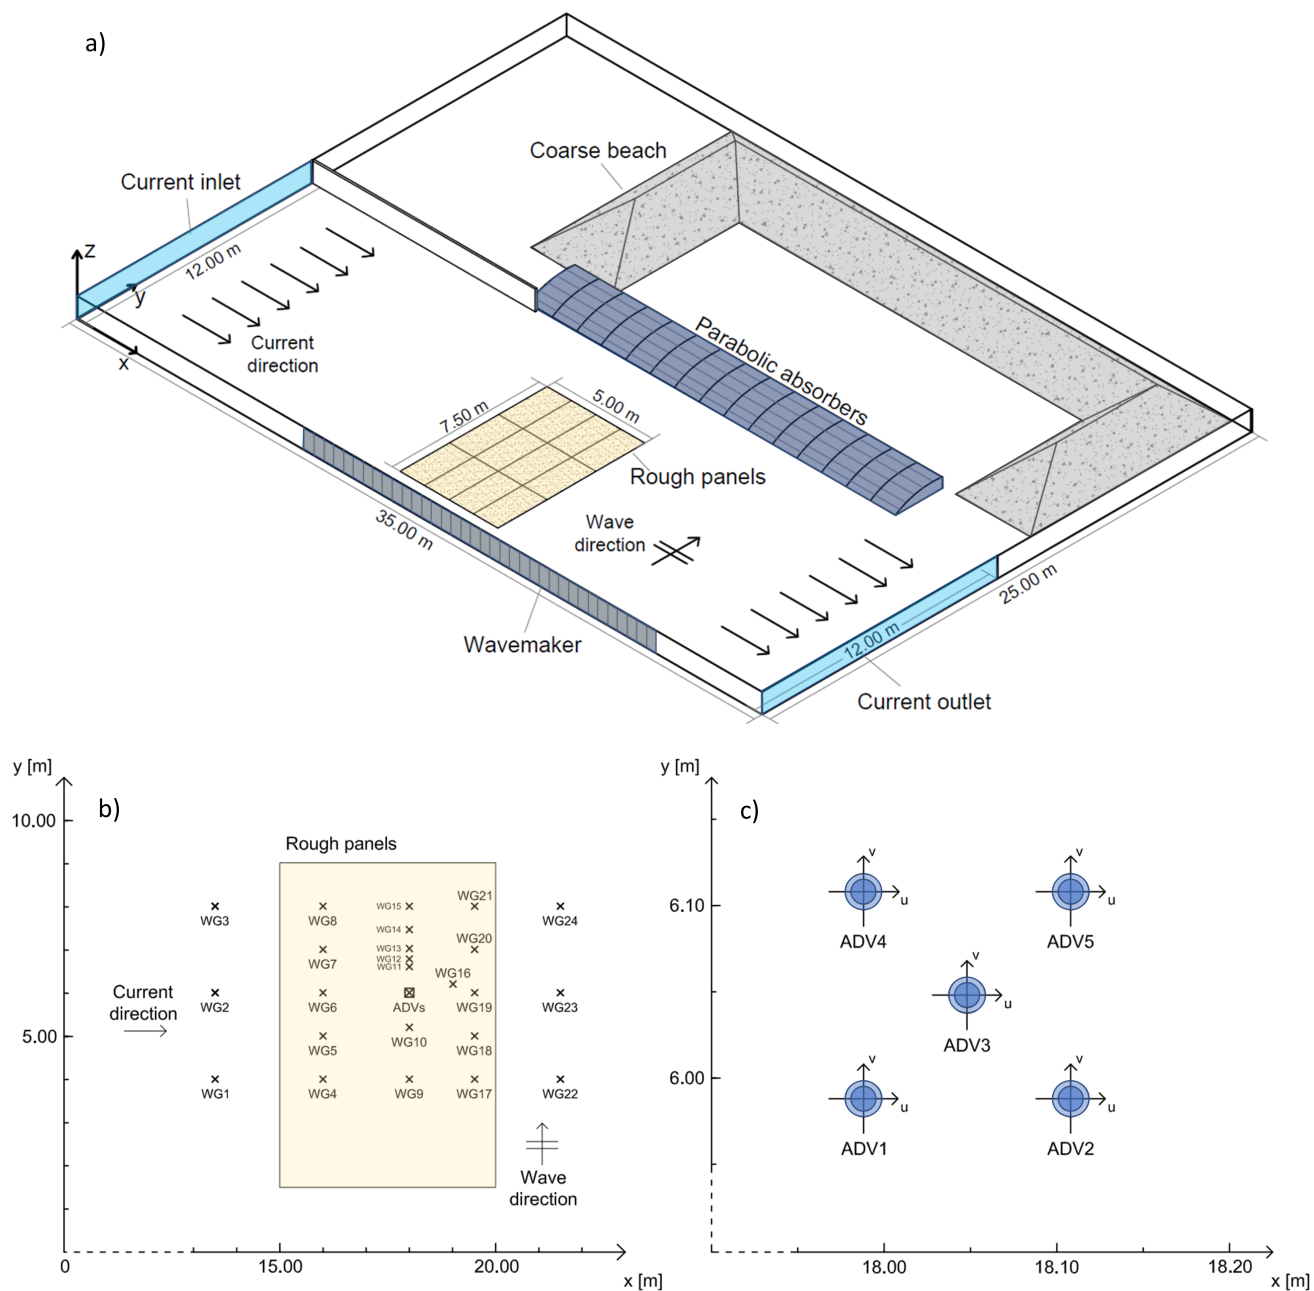 a)
Coarse beach
Current inlet
12.00 m
z
y
x
Current
direction
Parabolic absorbers
7.50 m
5.00 m
Rough panels
Wave
direction
35.00 m
25.00 m
Wavemaker
12.00 m
Current outlet
y [m]
b)
10.00
Rough panels
WG21
WG15
WG3
WG8
WG24
WG14
WG20
WG13
WG12
WG7
WG11
WG16
Current
direction
WG2
WG6
ADVs
WG19
WG23
5.00
WG10
WG5
WG18
WG1
WG4
WG9
WG17
WG22
Wave
direction
0
15.00
20.00
x [m]
y [m]
c)
v
v
6.10
u
u
ADV4
ADV5
v
u
ADV3
v
v
6.00
u
u
ADV1
ADV2
18.00
18.10
18.20
x [m]